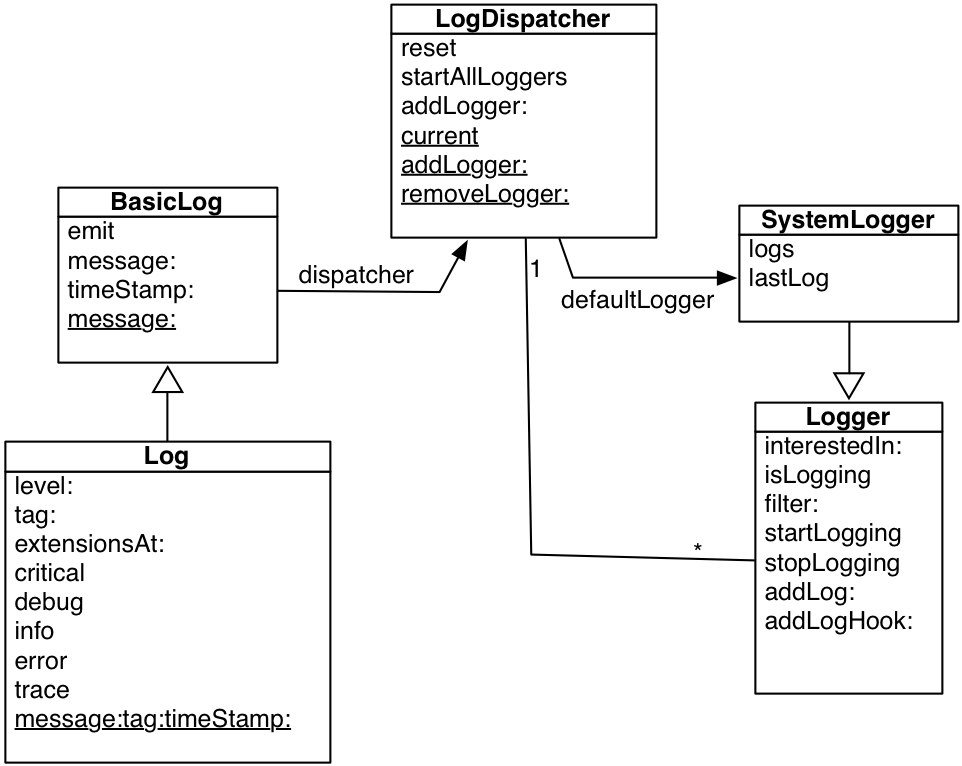 LogDispatcher
reset
startAllLoggers
addLogger:
current
addLogger:
removeLogger:
BasicLog
emit
message:
timeStamp:
message:
dispatcher
1
defaultLogger
SystemLogger
logs
lastLog
Log
level:
tag:
extensionsAt:
critical
debug
info
error
trace
message:tag:timeStamp:
*
Logger
interestedIn:
isLogging
filter:
startLogging
stopLogging
addLog:
addLogHook: